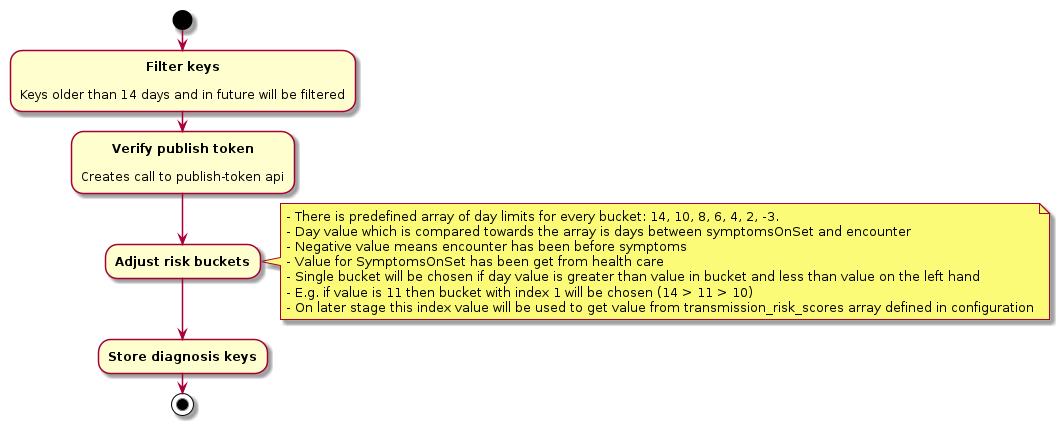 Filter keys
Keys older than 14 days and in future will be filtered
Verify publish token
Creates call to publish-token api
Adjust risk buckets
- There is predefined array of day limits for every bucket: 14, 10, 8, 6, 4, 2, -3.
- Day value which is compared towards the array is days between symptomsOnSet and encounter
- Negative value means encounter has been before symptoms
- Value for SymptomsOnSet has been get from health care
- Single bucket will be chosen if day value is greater than value in bucket and less than value on the left hand
- E.g. if value is 11 then bucket with index 1 will be chosen (14 > 11 > 10)
- On later stage this index value will be used to get value from transmission_risk_scores array defined in configuration
Store diagnosis keys